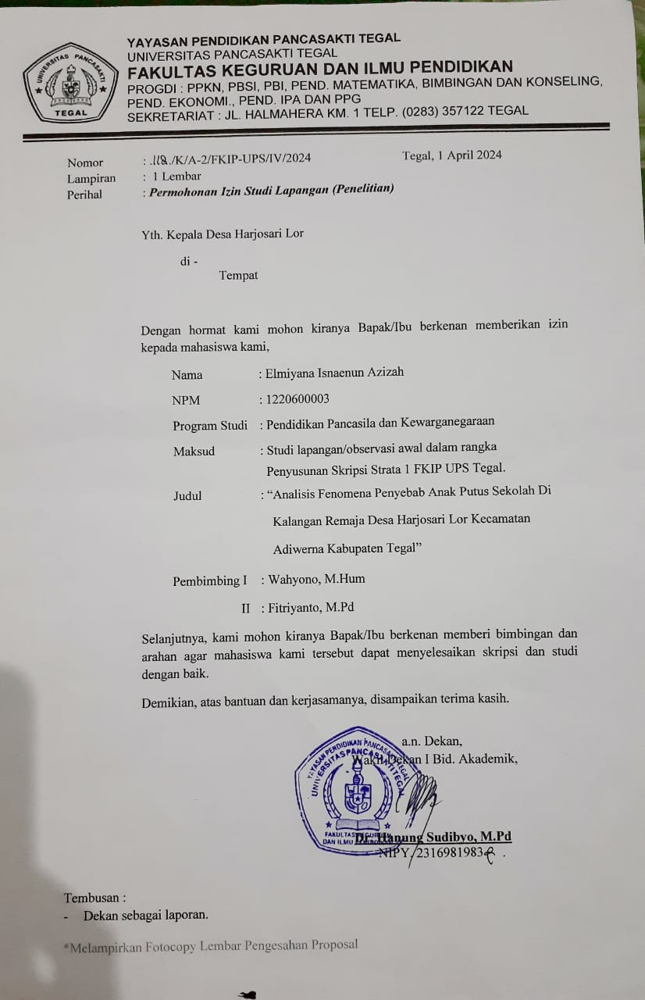 YAYASAN PENDIDIKAN PANCASAKTI TEGAL
UNIVERSITAS PANCASAKTI TEGAL
FAKULTAS KEGURUAN DAN ILMU PENDIDIKAN
PROGDI : PPKN, PBSI, PBI, PEND. MATEMATIKA, BIMBINGAN DAN KONSELING,
PEND. EKONOMI., PEND. IPA DAN PPG
SEKRETARIAT : JL. HALMAHERA KM. 1 TELP. (0283) 357122 TEGAL
UNIVERSITAS PANCASAKTI
TEGAL
Nomor : /K/A-2/FKIP-UPS/IV/2024 Tegal, 1 April 2024
Lampiran : 1 Lembar
Perihal : Permohonan Izin Studi Lapangan (Penelitian)
Yth. Kepala Desa Harjosari Lor
di -
Tempat
Dengan hormat kami mohon kiranya Bapak/Ibu berkenan memberikan izin
kepada mahasiswa kami,
Nama : Elmiyana Isnaenun Azizah
NPM : 1220600003
Program Studi : Pendidikan Pancasila dan Kewarganegaraan
Maksud : Studi lapangan/observasi awal dalam rangka
Penyusunan Skripsi Strata 1 FKIP UPS Tegal.
Judul : “Analisis Fenomena Penyebab Anak Putus Sekolah Di
Kalangan Remaja Desa Harjosari Lor Kecamatan
Adiwerna Kabupaten Tegal”
Pembimbing I : Wahyono, M.Hum
II : Fitriyanto, M.Pd
Selanjutnya, kami mohon kiranya Bapak/Ibu berkenan memberi bimbingan dan
arahan agar mahasiswa kami tersebut dapat menyelesaikan skripsi dan studi
dengan baik.
Demikian, atas bantuan dan kerjasamanya, disampaikan terima kasih.
a.n. Dekan,
Wakil Dekan I Bid. Akademik,
YAYASAN PENDIDIKAN PANCASAKTI TEGAL
UNIVERSITAS PANCASAKTI TEGAL
FAKULTAS KEGURUAN
DAN ILMU
Dr. Hanung Sudibyo, M.Pd
NIPY. 2316981983
Tembusan :
- Dekan sebagai laporan.
*Melampirkan Fotocopy Lembar Pengesahan Proposal